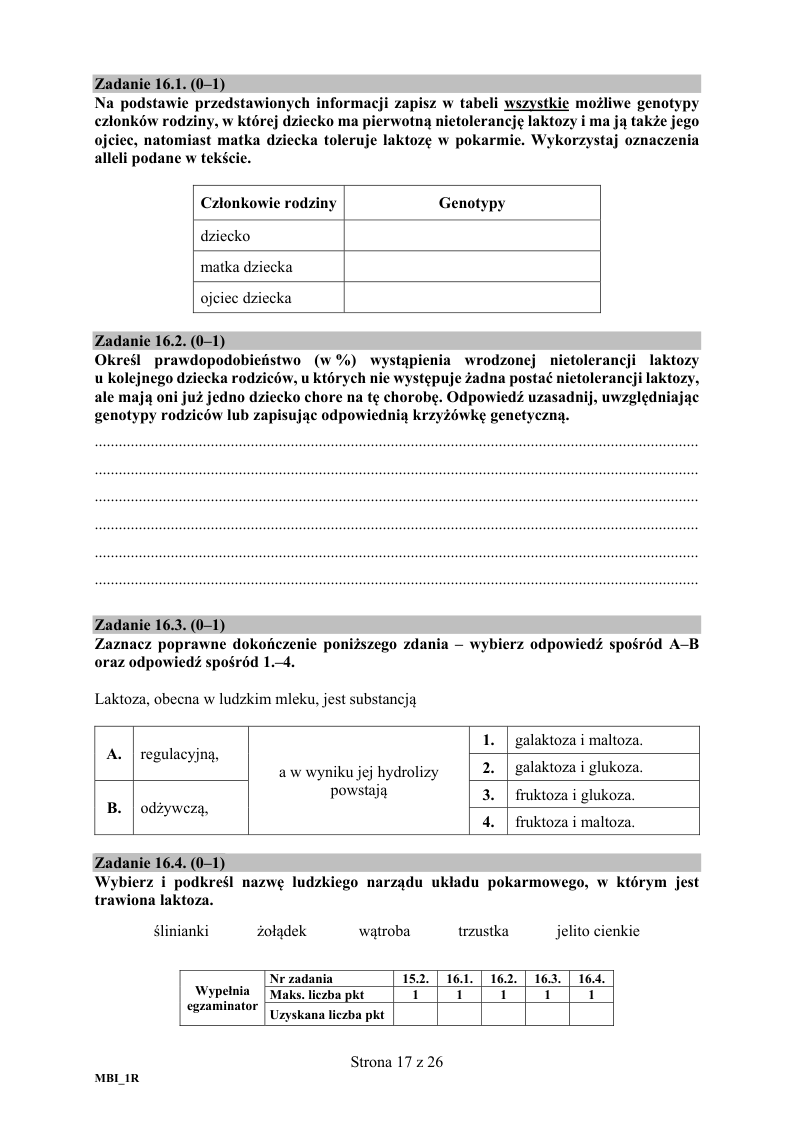 Zadanie 16.1. (0–1)
Na podstawie przedstawionych informacji zapisz w tabeli wszystkie możliwe genotypy
członków rodziny, w której dziecko ma pierwotną nietolerancję laktozy i ma ją także jego
ojciec, natomiast matka dziecka toleruje laktozę w pokarmie. Wykorzystaj oznaczenia
alleli podane w tekście.
Członkowie rodziny Genotypy
dziecko
matka dziecka
ojciec dziecka
Zadanie 16.2. (0–1)
Określ prawdopodobieństwo (w %) wystąpienia wrodzonej nietolerancji laktozy
u kolejnego dziecka rodziców, u których nie występuje żadna postać nietolerancji laktozy,
ale mają oni już jedno dziecko chore na tę chorobę. Odpowiedź uzasadnij, uwzględniając
genotypy rodziców lub zapisując odpowiednią krzyżówkę genetyczną.
Zadanie 16.3. (0–1)
Zaznacz poprawne dokończenie poniższego zdania – wybierz odpowiedź spośród A–B
oraz odpowiedź spośród 1.–4.
Laktoza, obecna w ludzkim mleku, jest substancją
A. regulacyjną,
B. odżywczą,
a w wyniku jej hydrolizy
powstają
1. galaktoza i maltoza.
2. galaktoza i glukoza.
3. fruktoza i glukoza.
4. fruktoza i maltoza.
Zadanie 16.4. (0–1)
Wybierz i podkreśl nazwę ludzkiego narządu układu pokarmowego, w którym jest
trawiona laktoza.
ślinianki żołądek wątroba trzustka jelito cienkie
Wypełnia
egzaminator
Nr zadania 15.2. 16.1. 16.2. 16.3. 16.4.
Maks. liczba pkt 1 1 1 1 1
Uzyskana liczba pkt
Strona 17 z 26
MBI_1R